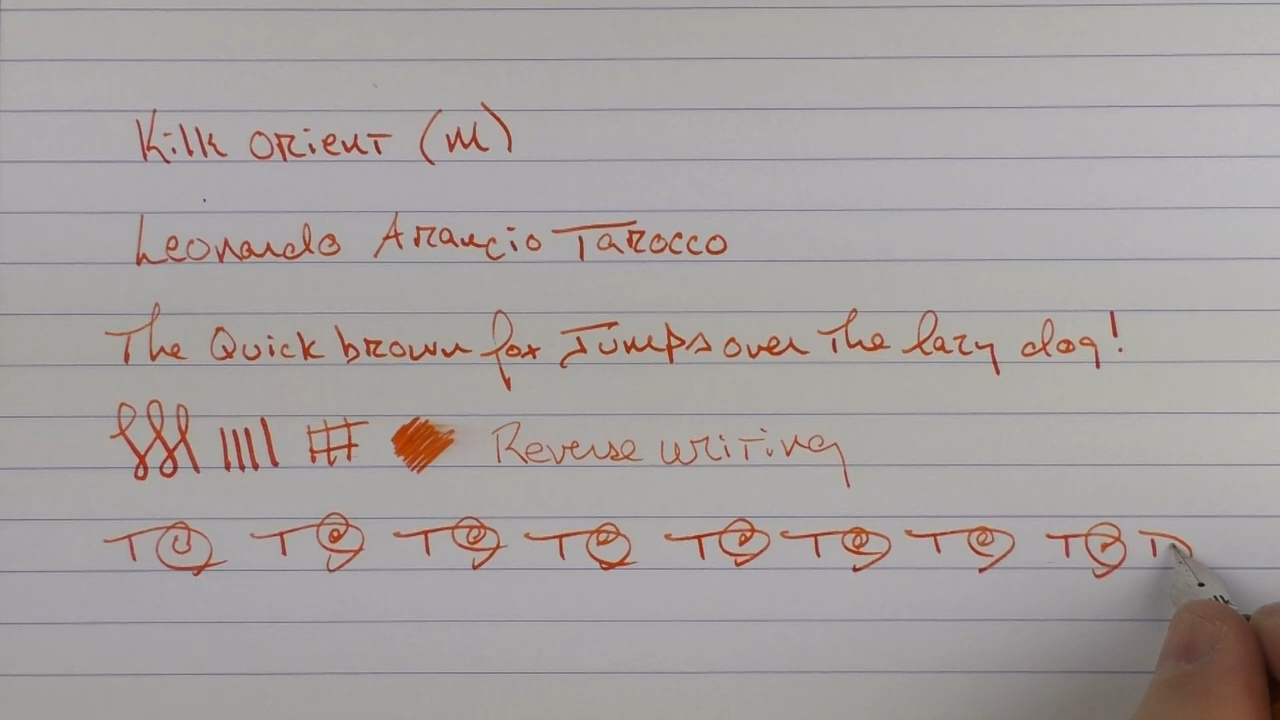 Kilk Orient (M)
Leonardo Arancio Tarocco
The Quick brown fox Jumps over The lazy dog!
Reverse writing